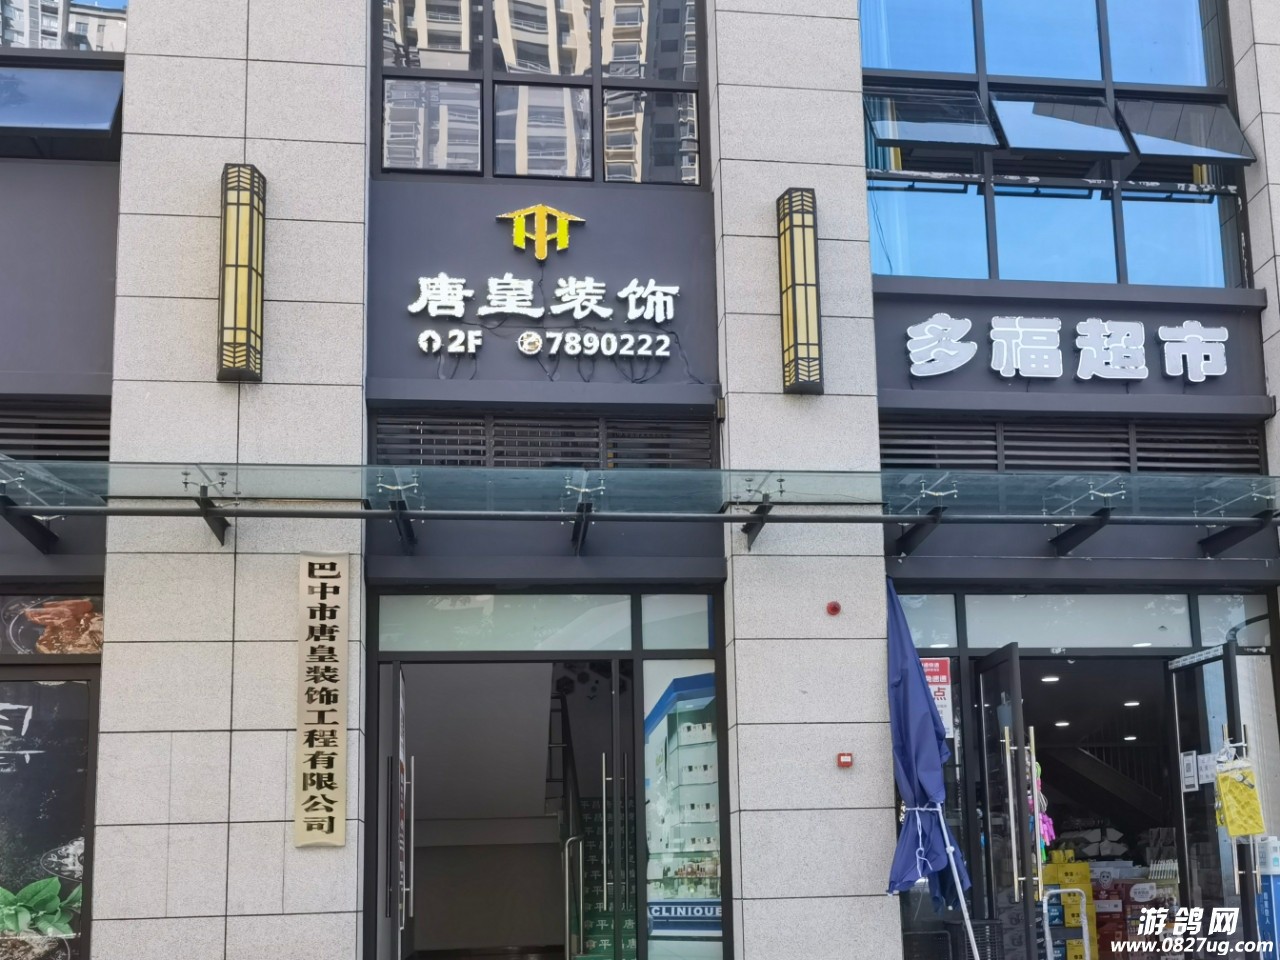 唐皇装饰
2F 7890222
多福超市
巴中市唐皇装饰工程有限公司
CLINIQUE
游鸽网
www.0827ug.com